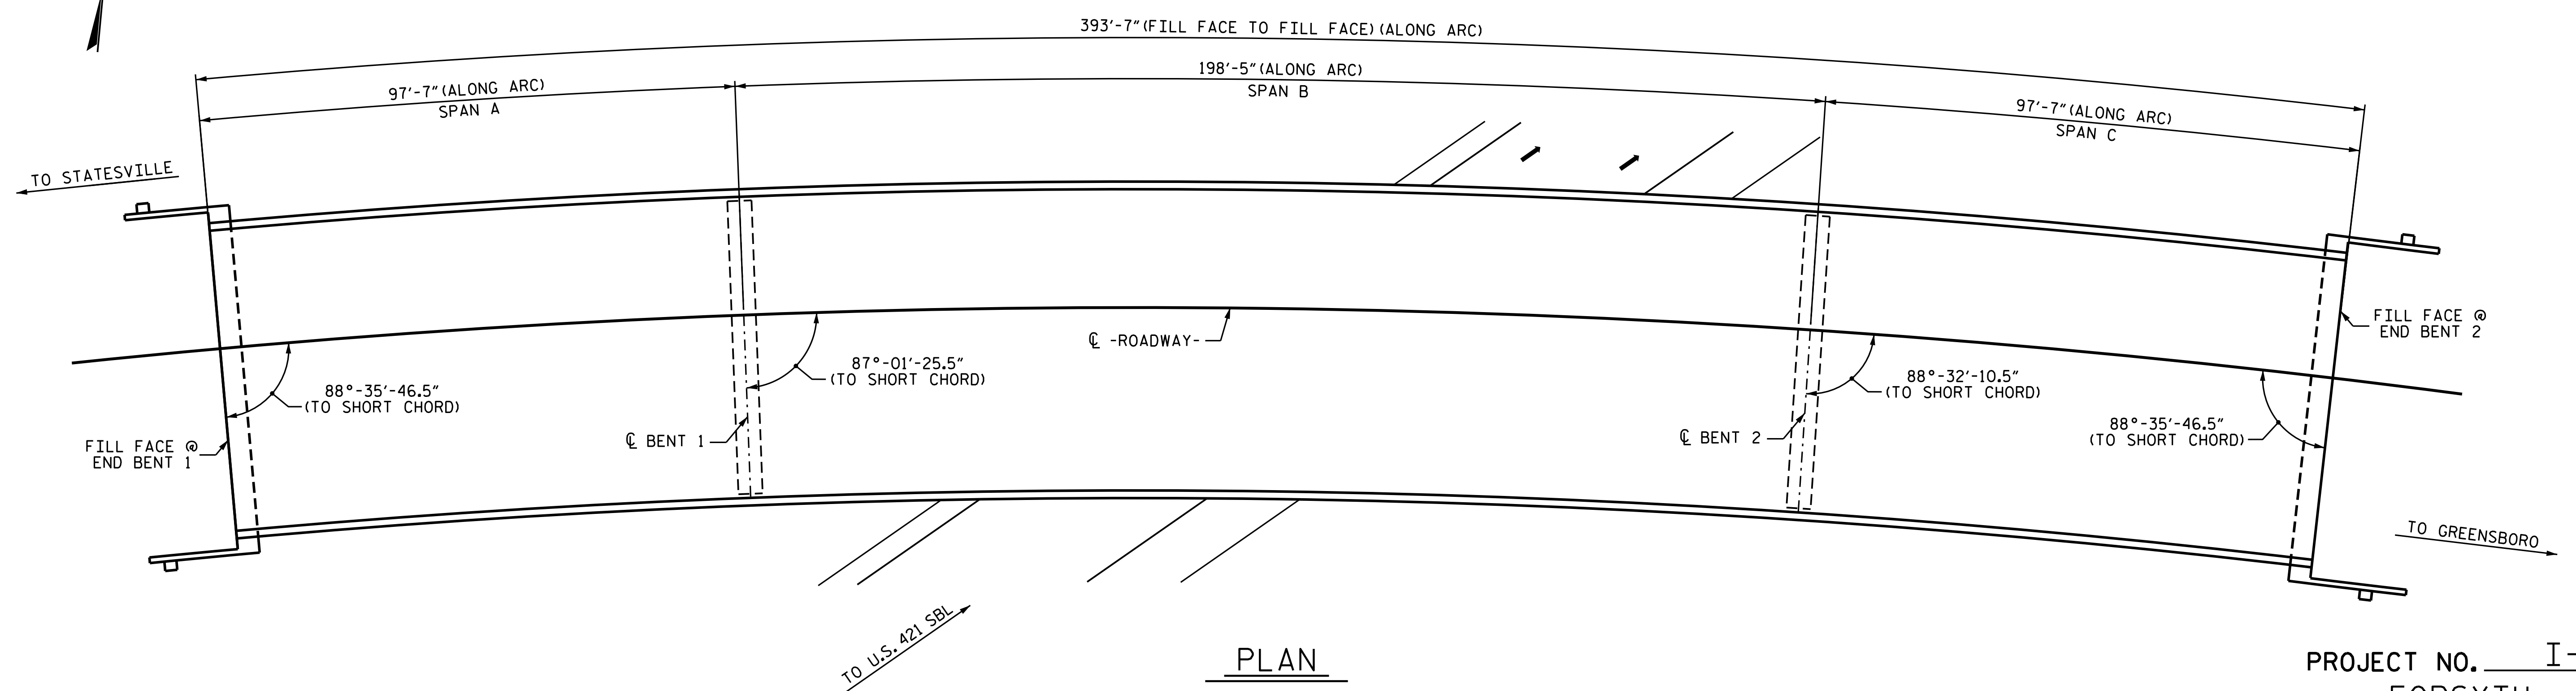 393'-7" (FILL FACE TO FILL FACE) (ALONG ARC)
97'-7" (ALONG ARC)
SPAN A
198'-5" (ALONG ARC)
SPAN B
97'-7" (ALONG ARC)
SPAN C
TO STATESVILLE
FILL FACE @
END BENT 2
℄ -ROADWAY-
87°-01'-25.5"
(TO SHORT CHORD)
88°-35'-46.5"
(TO SHORT CHORD)
88°-32'-10.5"
(TO SHORT CHORD)
88°-35'-46.5"
(TO SHORT CHORD)
FILL FACE @
END BENT 1
℄ BENT 1
℄ BENT 2
TO GREENSBORO
TO U.S. 421 SBL
PLAN
PROJECT NO. I-